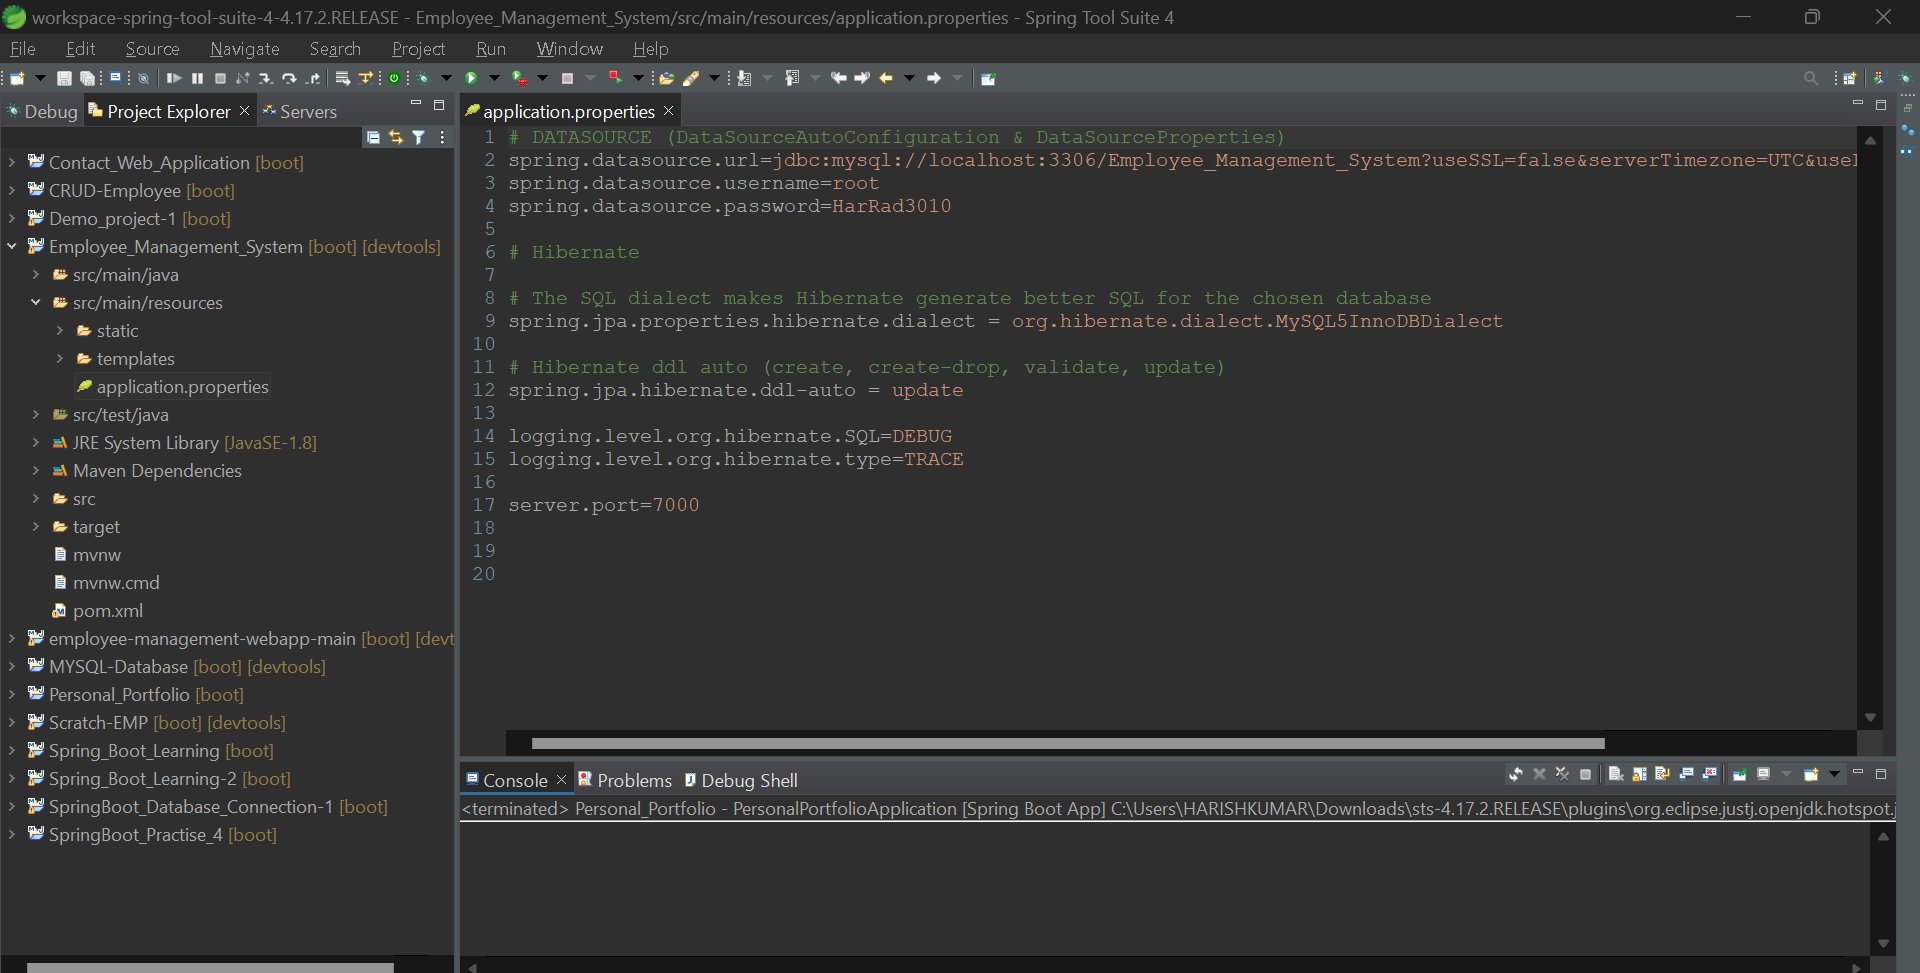 workspace-spring-tool-suite-4-4.17.2.RELEASE - Employee_Management_System/src/main/resources/application.properties - Spring Tool Suite 4
File Edit Source Navigate Search Project Run Window Help
Debug Project Explorer Servers
Contact_Web_Application [boot]
CRUD-Employee [boot]
Demo_project-1 [boot]
Employee_Management_System [boot] [devtools]
src/main/java
src/main/resources
static
templates
application.properties
src/test/java
JRE System Library [JavaSE-1.8]
Maven Dependencies
src
target
mvnw
mvnw.cmd
pom.xml
employee-management-webapp-main [boot] [devt
MYSQL-Database [boot] [devtools]
Personal_Portfolio [boot]
Scratch-EMP [boot] [devtools]
Spring_Boot_Learning [boot]
Spring_Boot_Learning-2 [boot]
SpringBoot_Database_Connection-1 [boot]
SpringBoot_Practise_4 [boot]
application.properties
1 # DATASOURCE (DataSourceAutoConfiguration & DataSourceProperties)
2 spring.datasource.url=jdbc:mysql://localhost:3306/Employee_Management_System?useSSL=false&serverTimezone=UTC&use
3 spring.datasource.username=root
4 spring.datasource.password=HarRad3010
5
6 # Hibernate
7
8 # The SQL dialect makes Hibernate generate better SQL for the chosen database
9 spring.jpa.properties.hibernate.dialect = org.hibernate.dialect.MySQL5InnoDBDialect
10
11 # Hibernate ddl auto (create, create-drop, validate, update)
12 spring.jpa.hibernate.ddl-auto = update
13
14 logging.level.org.hibernate.SQL=DEBUG
15 logging.level.org.hibernate.type=TRACE
16
17 server.port=7000
18
19
20
Console Problems Debug Shell
<terminated> Personal_Portfolio - PersonalPortfolioApplication [Spring Boot App] C:\Users\HARISHKUMAR\Downloads\sts-4.17.2.RELEASE\plugins\org.eclipse.justj.openjdk.hotspot.